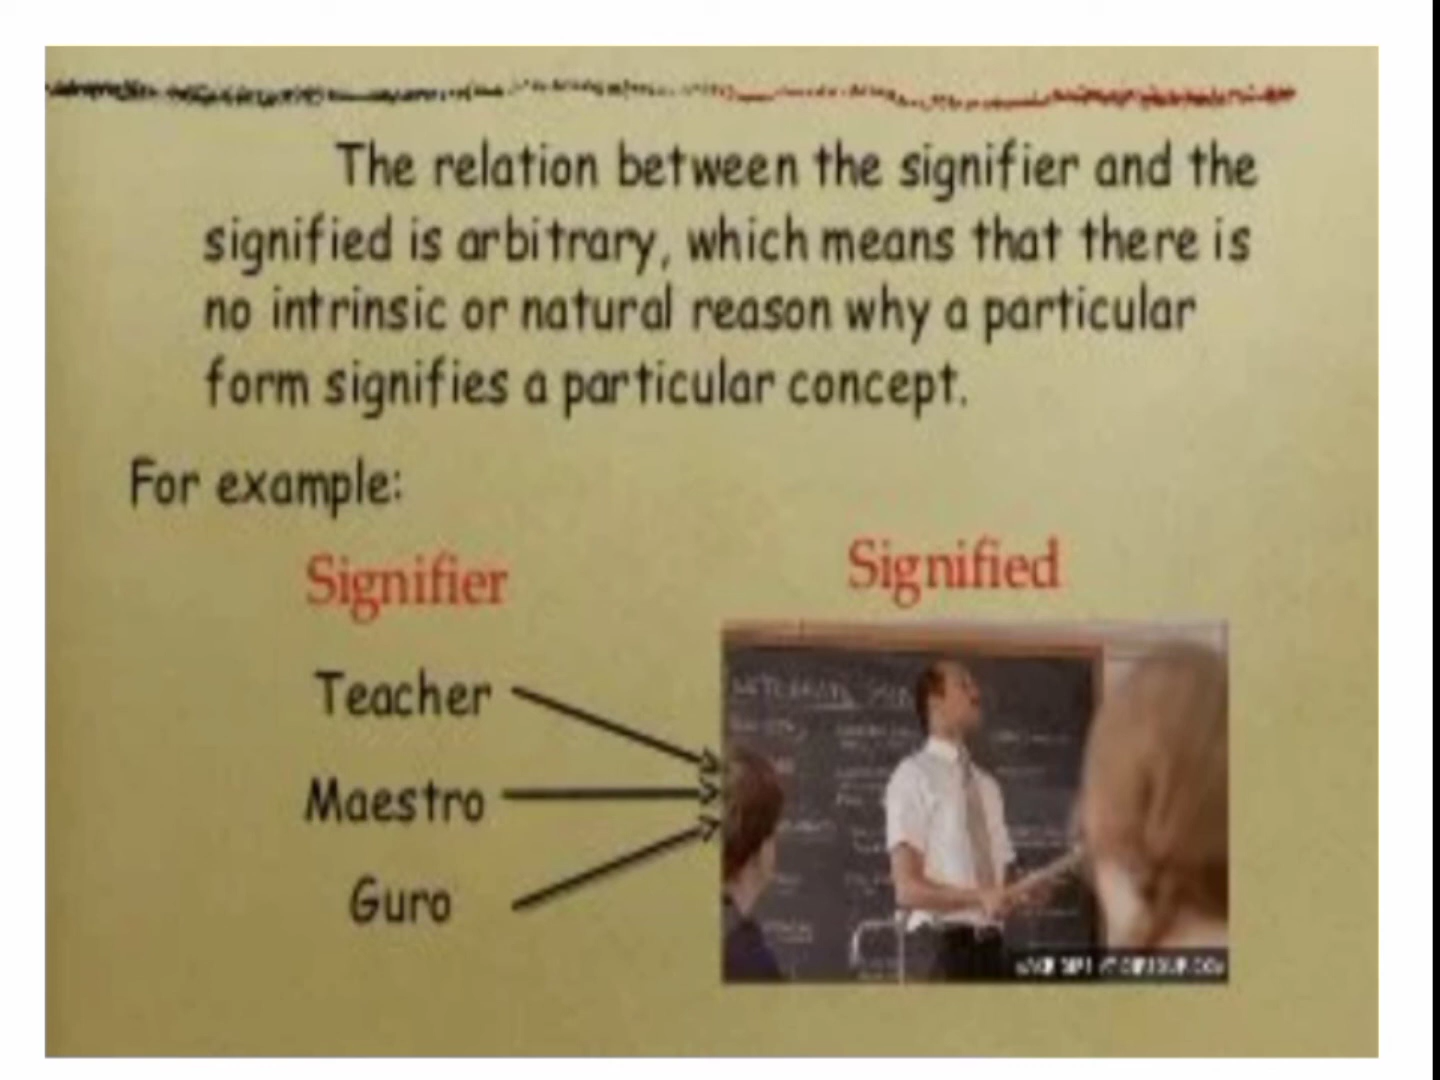 The relation between the signifier and the
signified is arbitrary, which means that there is
no intrinsic or natural reason why a particular
form signifies a particular concept.
For example:
Signifier
Signified
Teacher
Maestro
Guro